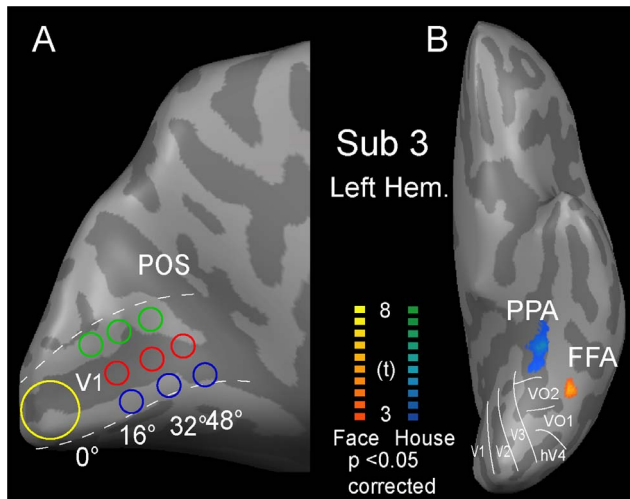 A
B
Sub 3
Left Hem.
POS
V1
0°
16°
32°
48°
8
(t)
3
Face House
p <0.05
corrected
PPA
FFA
VO2
VO1
hV4
V3
V2
V1